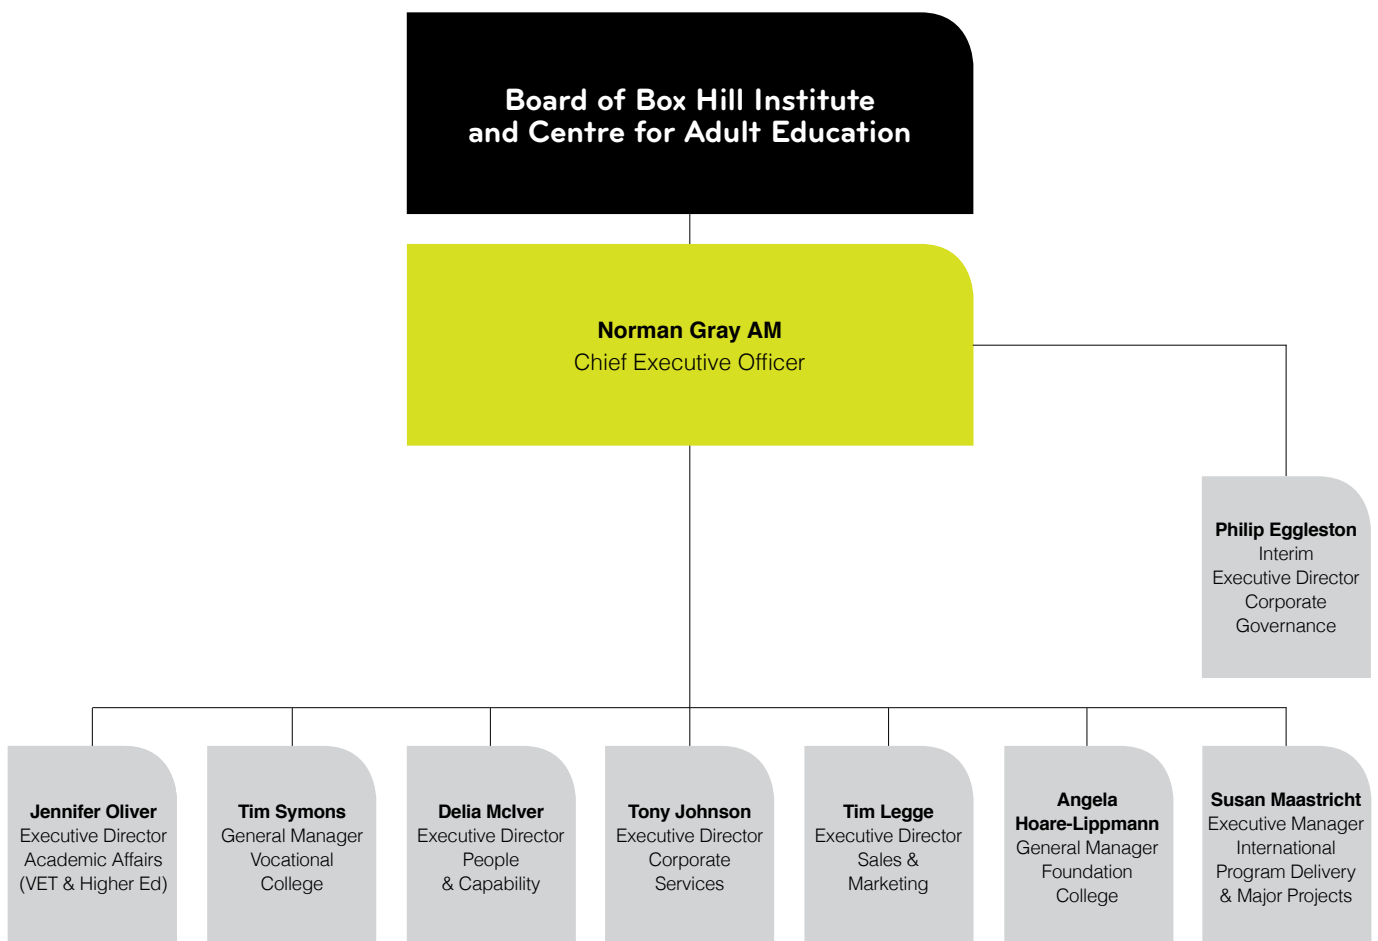 Board of Box Hill Institute
and Centre for Adult Education
Norman Gray AM
Chief Executive Officer
Philip Eggleston
Interim
Executive Director
Corporate
Governance
Jennifer Oliver
Executive Director
Academic Affairs
(VET & Higher Ed)
Tim Symons
General Manager
Vocational
College
Delia McIver
Executive Director
People
& Capability
Tony Johnson
Executive Director
Corporate
Services
Tim Legge
Executive Director
Sales &
Marketing
Angela
Hoare-Lippmann
General Manager
Foundation
College
Susan Maastricht
Executive Manager
International
Program Delivery
& Major Projects